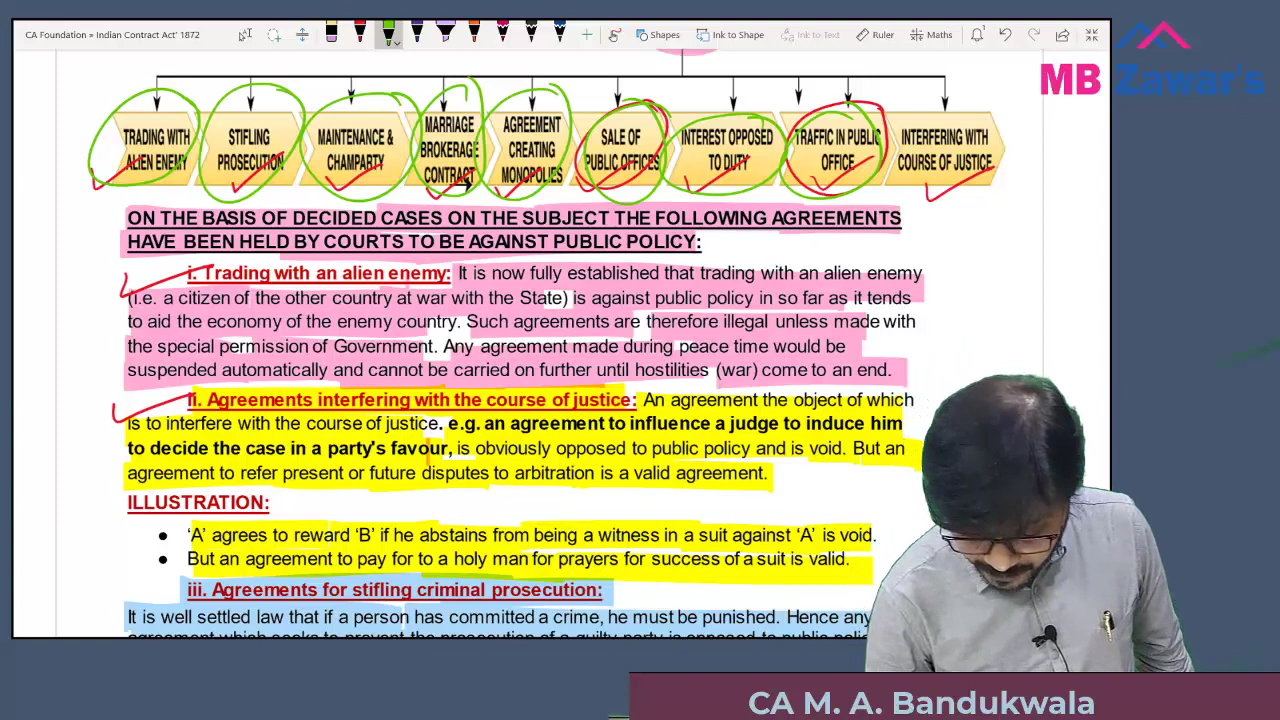 CA Foundation » Indian Contract Act' 1872
Shapes
Ink to Shape
Ink to Text
Ruler
Maths
MB Zawar's
TRADING WITH
ALIEN ENEMY
STIFLING
PROSECUTION
MAINTENANCE &
CHAMPARTY
MARRIAGE
BROKERAGE
CONTRACT
AGREEMENT
CREATING
MONOPOLIES
SALE OF
PUBLIC OFFICES
INTEREST OPPOSED
TO DUTY
TRAFFIC IN PUBLIC
OFFICE
INTERFERING WITH
COURSE OF JUSTICE
ON THE BASIS OF DECIDED CASES ON THE SUBJECT THE FOLLOWING AGREEMENTS
HAVE BEEN HELD BY COURTS TO BE AGAINST PUBLIC POLICY:
i. Trading with an alien enemy: It is now fully established that trading with an alien enemy
(i.e. a citizen of the other country at war with the State) is against public policy in so far as it tends
to aid the economy of the enemy country. Such agreements are therefore illegal unless made with
the special permission of Government. Any agreement made during peace time would be
suspended automatically and cannot be carried on further until hostilities (war) come to an end.
ii. Agreements interfering with the course of justice: An agreement the object of which
is to interfere with the course of justice. e.g. an agreement to influence a judge to induce him
to decide the case in a party's favour, is obviously opposed to public policy and is void. But an
agreement to refer present or future disputes to arbitration is a valid agreement.
ILLUSTRATION:
● ‘A’ agrees to reward ‘B’ if he abstains from being a witness in a suit against ‘A’ is void.
● But an agreement to pay for to a holy man for prayers for success of a suit is valid.
iii. Agreements for stifling criminal prosecution:
It is well settled law that if a person has committed a crime, he must be punished. Hence any
agreement which seeks to prevent the prosecution of a guilty party is opposed to public
CA M. A. Bandukwala